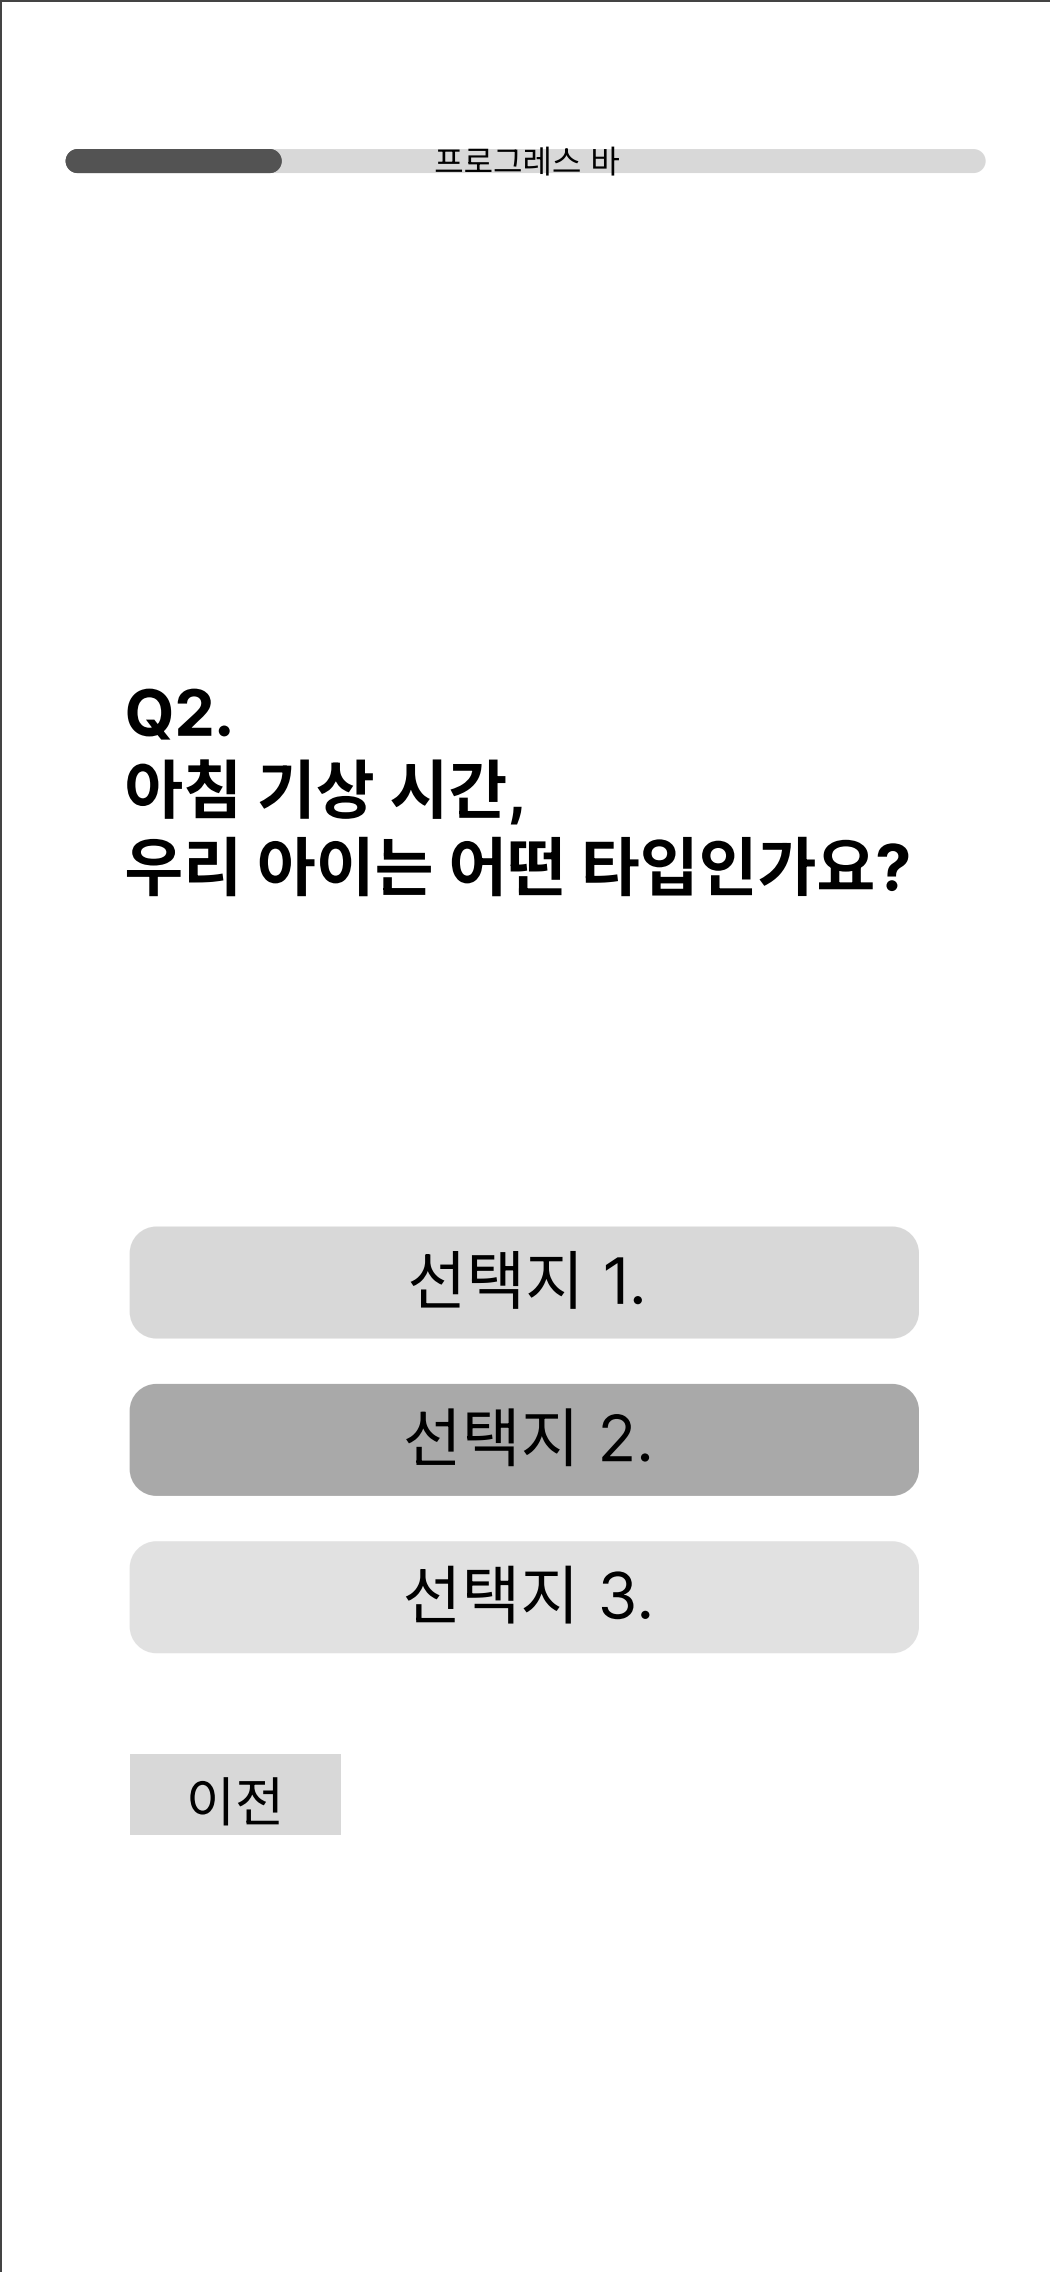 프로그레스 바
Q2.
아침 기상 시간,
우리 아이는 어떤 타입인가요?
선택지 1.
선택지 2.
선택지 3.
이전